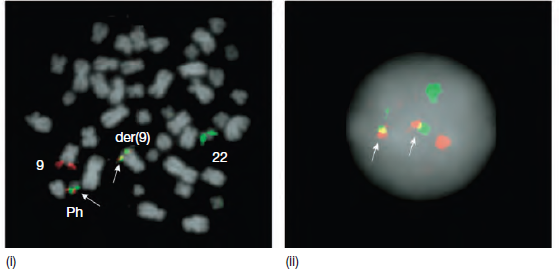 der(9)
9
22
Ph
(i)
(ii)